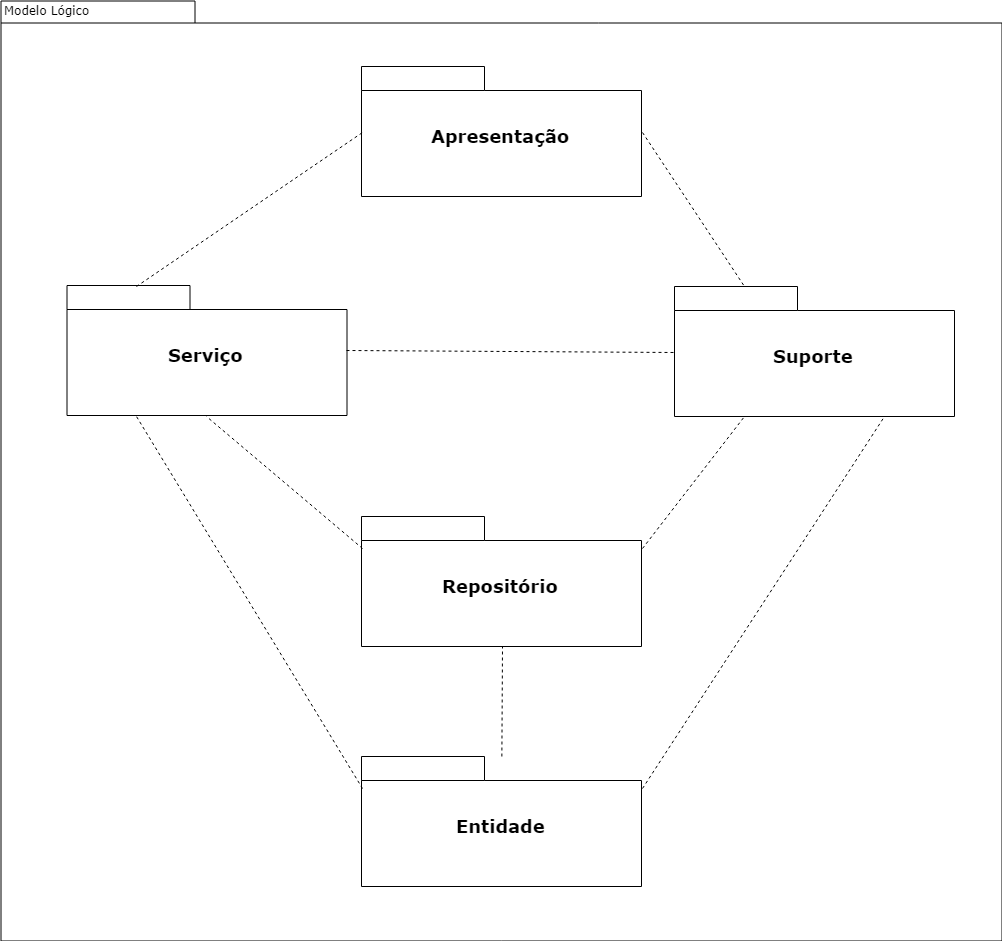 Modelo Lógico
Apresentação
Serviço
Suporte
Repositório
Entidade